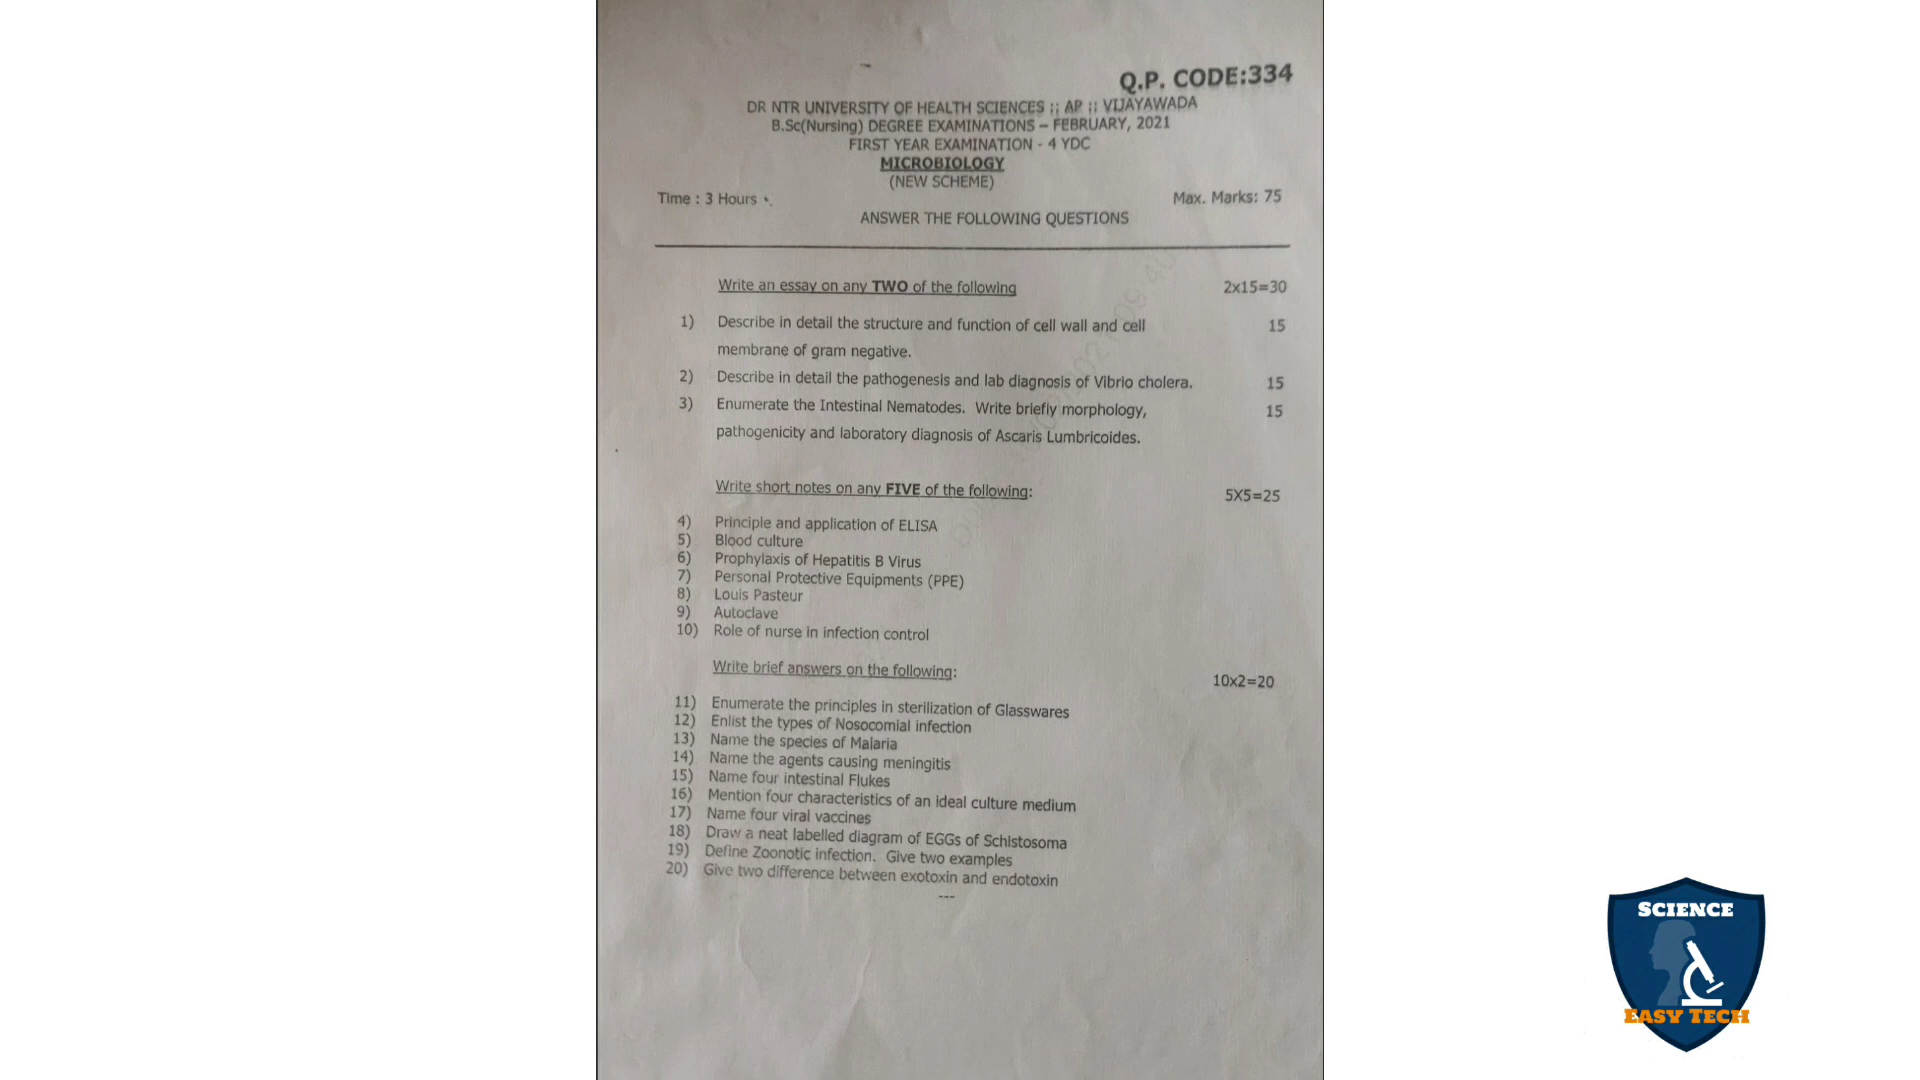 Q.P. CODE:334
DR NTR UNIVERSITY OF HEALTH SCIENCES :: AP :: VIJAYAWADA
B.Sc(Nursing) DEGREE EXAMINATIONS – FEBRUARY, 2021
FIRST YEAR EXAMINATION - 4 YDC
MICROBIOLOGY
(NEW SCHEME)
Time : 3 Hours Max. Marks: 75
ANSWER THE FOLLOWING QUESTIONS
Write an essay on any TWO of the following 2x15=30
1) Describe in detail the structure and function of cell wall and cell 15
membrane of gram negative.
2) Describe in detail the pathogenesis and lab diagnosis of Vibrio cholera. 15
3) Enumerate the Intestinal Nematodes. Write briefly morphology, 15
pathogenicity and laboratory diagnosis of Ascaris Lumbricoides.
Write short notes on any FIVE of the following: 5X5=25
4) Principle and application of ELISA
5) Blood culture
6) Prophylaxis of Hepatitis B Virus
7) Personal Protective Equipments (PPE)
8) Louis Pasteur
9) Autoclave
10) Role of nurse in infection control
Write brief answers on the following: 10x2=20
11) Enumerate the principles in sterilization of Glasswares
12) Enlist the types of Nosocomial infection
13) Name the species of Malaria
14) Name the agents causing meningitis
15) Name four intestinal Flukes
16) Mention four characteristics of an ideal culture medium
17) Name four viral vaccines
18) Draw a neat labelled diagram of EGGs of Schistosoma
19) Define Zoonotic infection. Give two examples
20) Give two difference between exotoxin and endotoxin
---
SCIENCE
EASY TECH